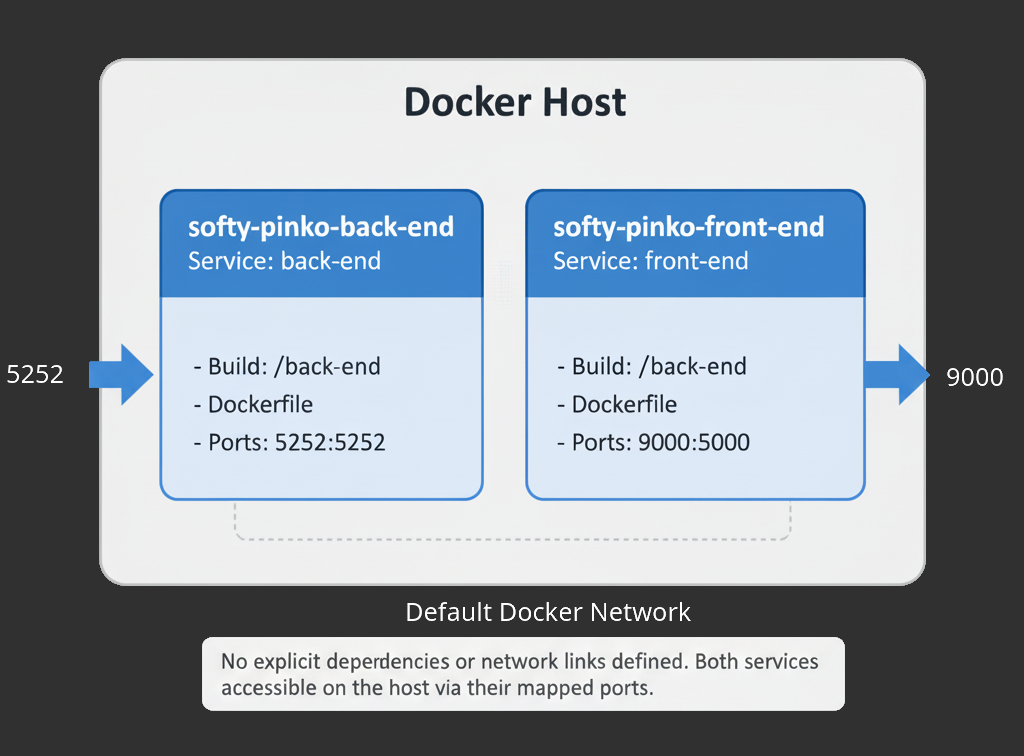 Docker Host
softy-pinko-back-end
Service: back-end
- Build: /back-end
- Dockerfile
- Ports: 5252:5252
softy-pinko-front-end
Service: front-end
- Build: /back-end
- Dockerfile
- Ports: 9000:5000
5252
9000
Default Docker Network
No explicit deperdencies or network links defined. Both services
accessible on the host via their mapped ports.